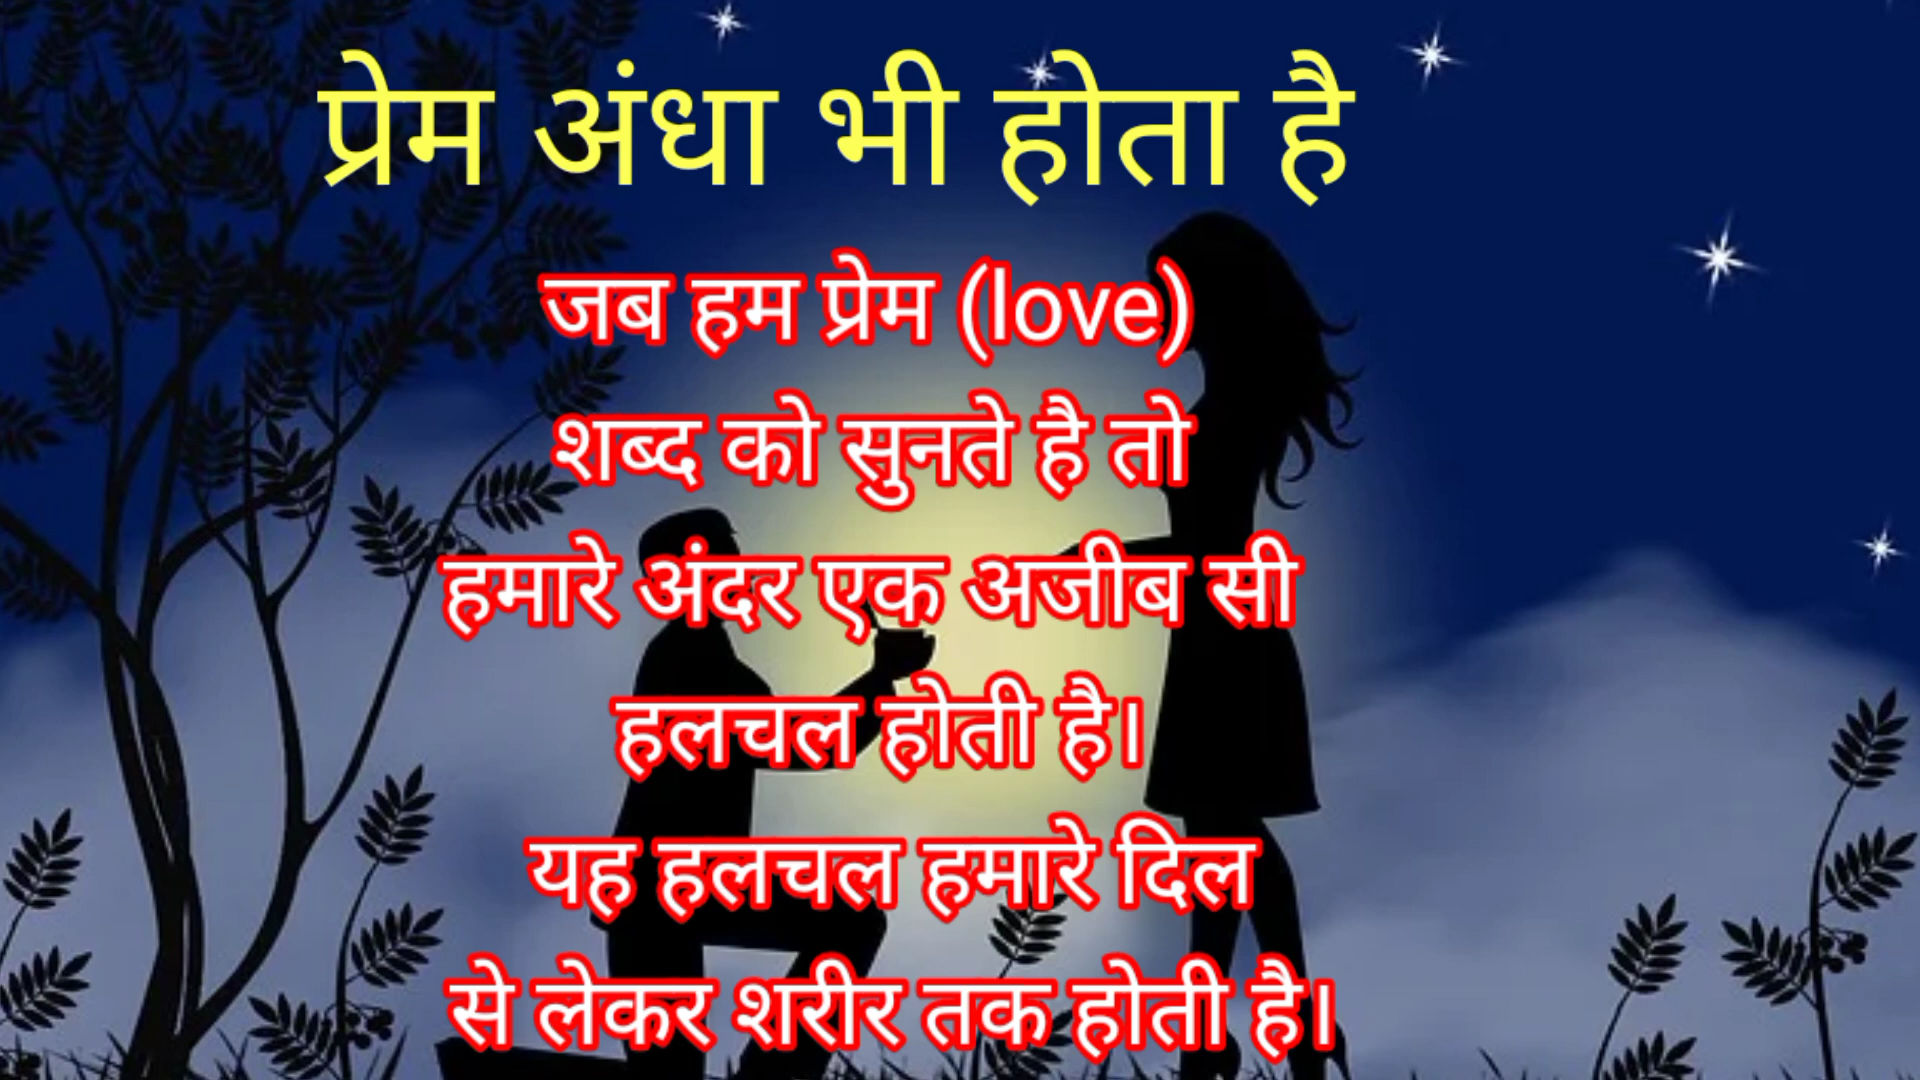 प्रेम अंधा भी होता है
जब हम प्रेम (love)
शब्द को सुनते है तो
हमारे अंदर एक अजीब सी
हलचल होती है।
यह हलचल हमारे दिल
से लेकर शरीर तक होती है।